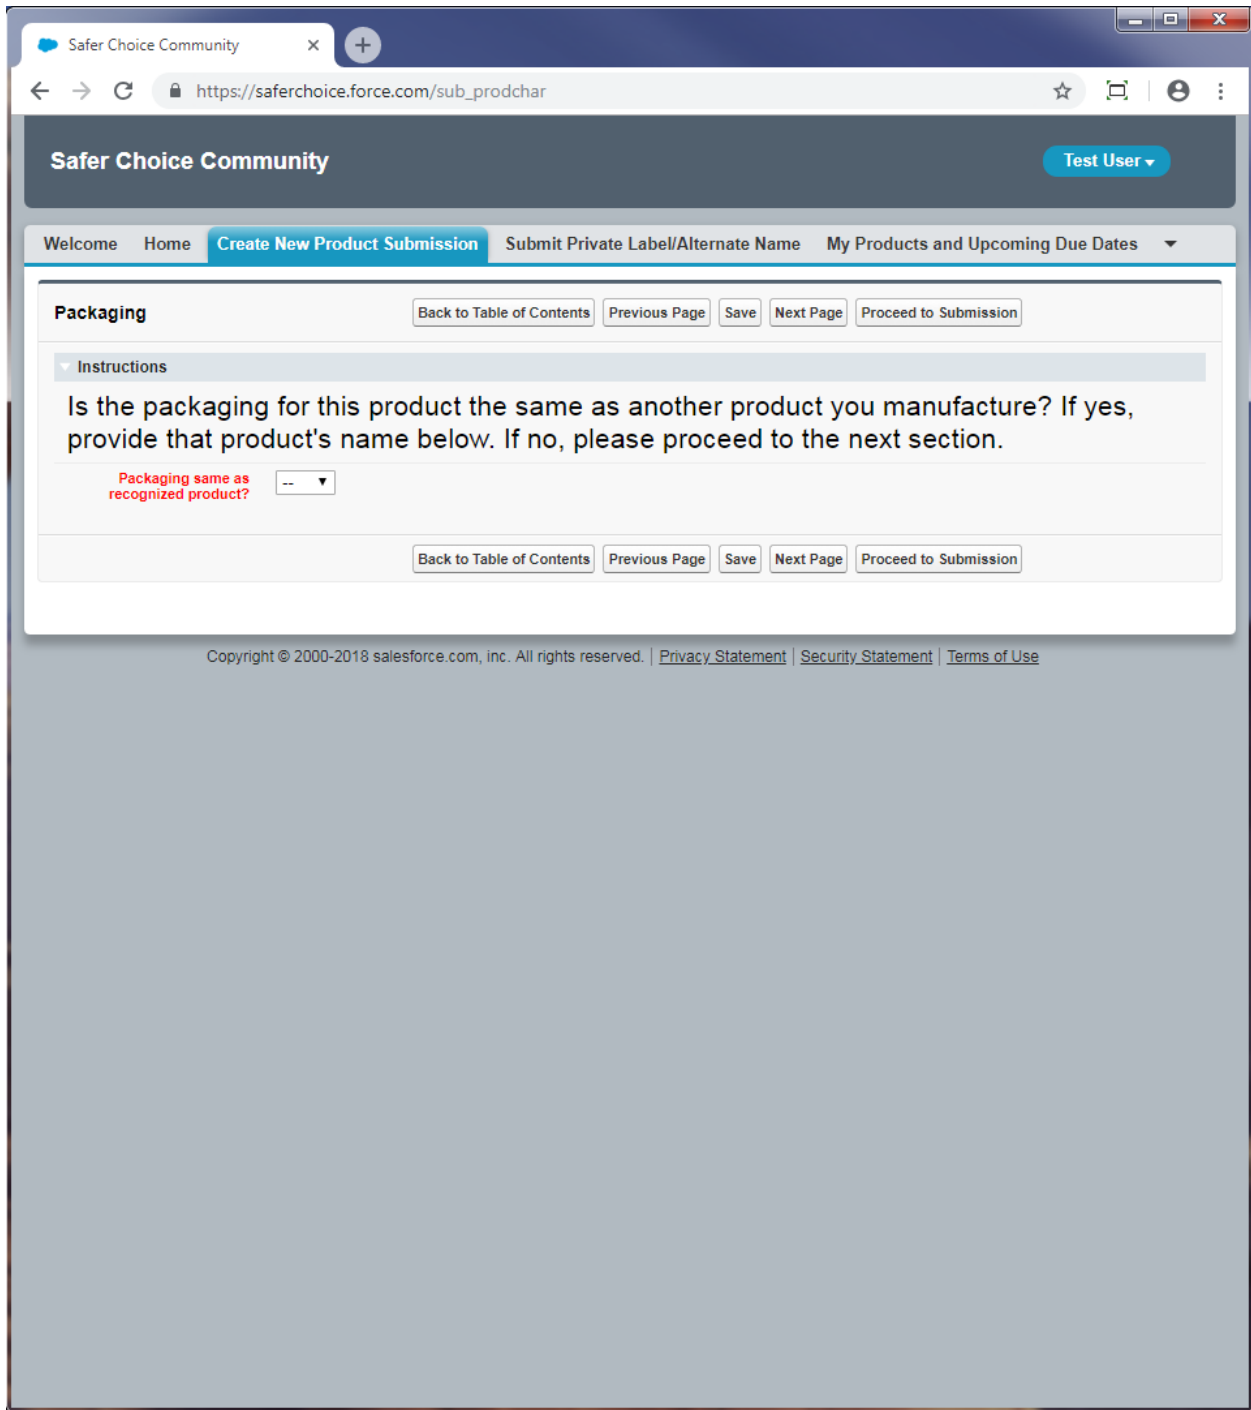 Safer Choice Community
https://saferchoice.force.com/sub_prodchar
Safer Choice Community
Test User
Welcome Home Create New Product Submission Submit Private Label/Alternate Name My Products and Upcoming Due Dates
Packaging Back to Table of Contents Previous Page Save Next Page Proceed to Submission
Instructions
Is the packaging for this product the same as another product you manufacture? If yes,
provide that product's name below. If no, please proceed to the next section.
Packaging same as
recognized product? --
Back to Table of Contents Previous Page Save Next Page Proceed to Submission
Copyright © 2000-2018 salesforce.com, inc. All rights reserved. | Privacy Statement | Security Statement | Terms of Use